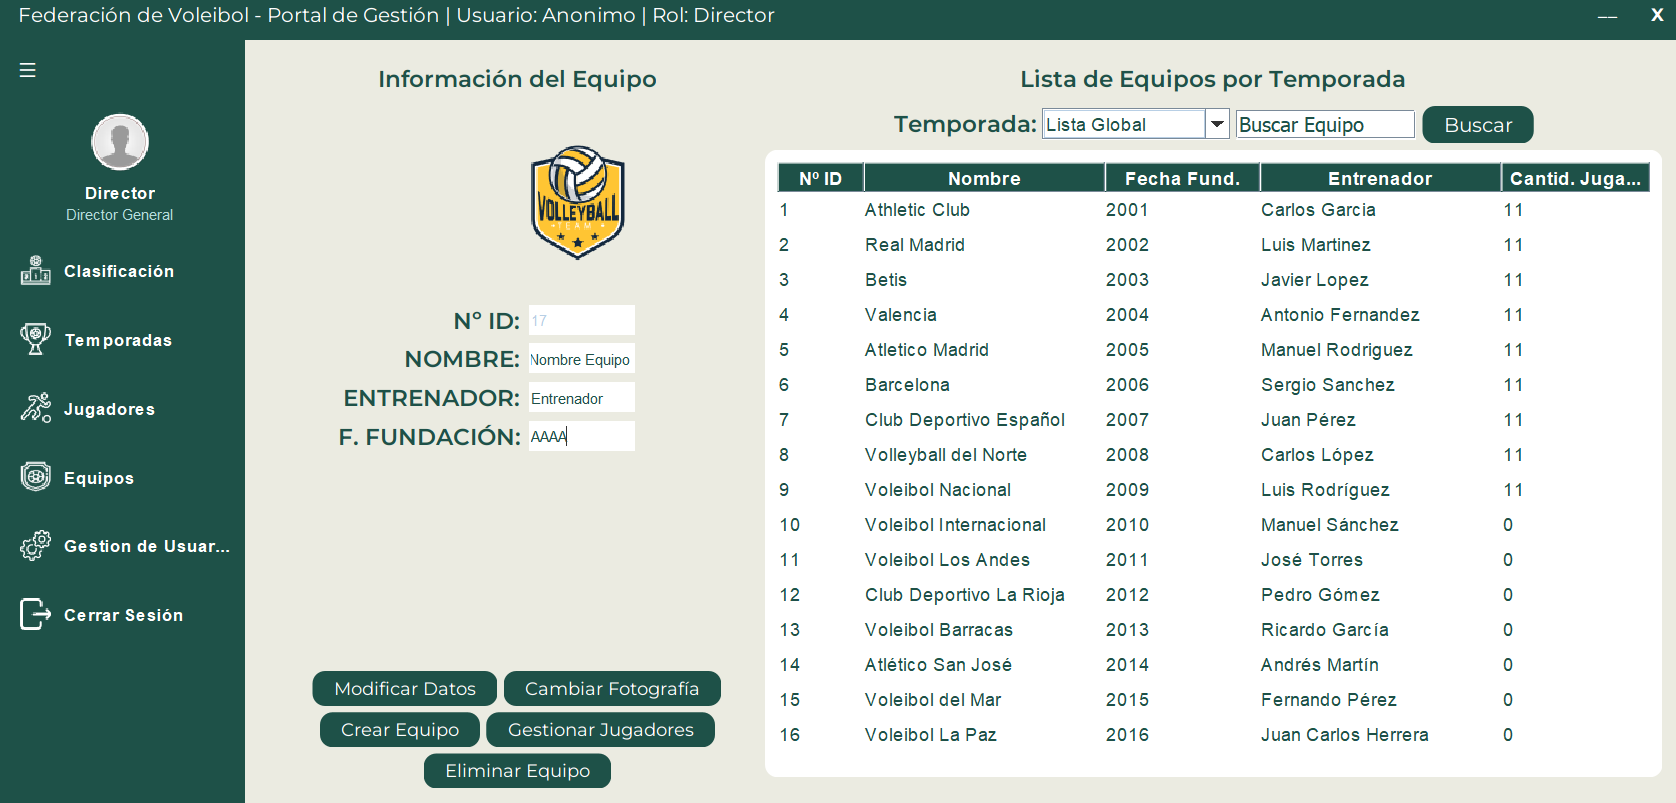 Federación de Voleibol - Portal de Gestión | Usuario: Anonimo | Rol: Director
X
Director
Director General
Clasificación
Temporadas
Jugadores
Equipos
Gestion de Usuar...
Cerrar Sesión
Información del Equipo
VOLLEYBALL
TEAM
Nº ID: 17
NOMBRE: Nombre Equipo
ENTRENADOR: Entrenador
F. FUNDACIÓN: AAAA
Modificar Datos Cambiar Fotografía
Crear Equipo Gestionar Jugadores
Eliminar Equipo
Lista de Equipos por Temporada
Temporada: Lista Global Buscar Equipo Buscar
Nº ID Nombre Fecha Fund. Entrenador Cantid. Juga...
1 Athletic Club 2001 Carlos Garcia 11
2 Real Madrid 2002 Luis Martinez 11
3 Betis 2003 Javier Lopez 11
4 Valencia 2004 Antonio Fernandez 11
5 Atletico Madrid 2005 Manuel Rodriguez 11
6 Barcelona 2006 Sergio Sanchez 11
7 Club Deportivo Español 2007 Juan Pérez 11
8 Volleyball del Norte 2008 Carlos López 11
9 Voleibol Nacional 2009 Luis Rodríguez 11
10 Voleibol Internacional 2010 Manuel Sánchez 0
11 Voleibol Los Andes 2011 José Torres 0
12 Club Deportivo La Rioja 2012 Pedro Gómez 0
13 Voleibol Barracas 2013 Ricardo García 0
14 Atlético San José 2014 Andrés Martín 0
15 Voleibol del Mar 2015 Fernando Pérez 0
16 Voleibol La Paz 2016 Juan Carlos Herrera 0